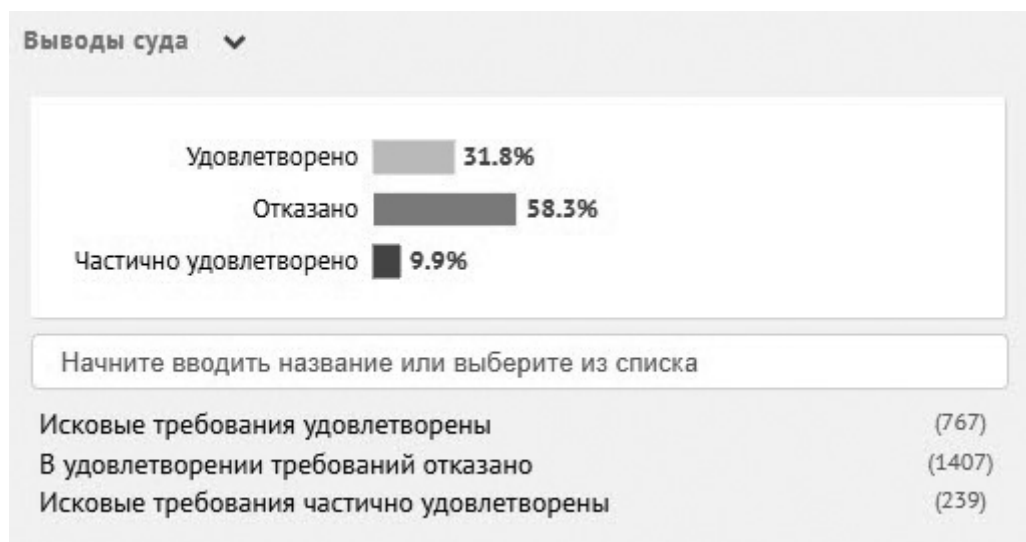 Выводы суда
Удовлетворено 31.8%
Отказано 58.3%
Частично удовлетворено 9.9%
Начните вводить название или выберите из списка
Исковые требования удовлетворены (767)
В удовлетворении требований отказано (1407)
Исковые требования частично удовлетворены (239)